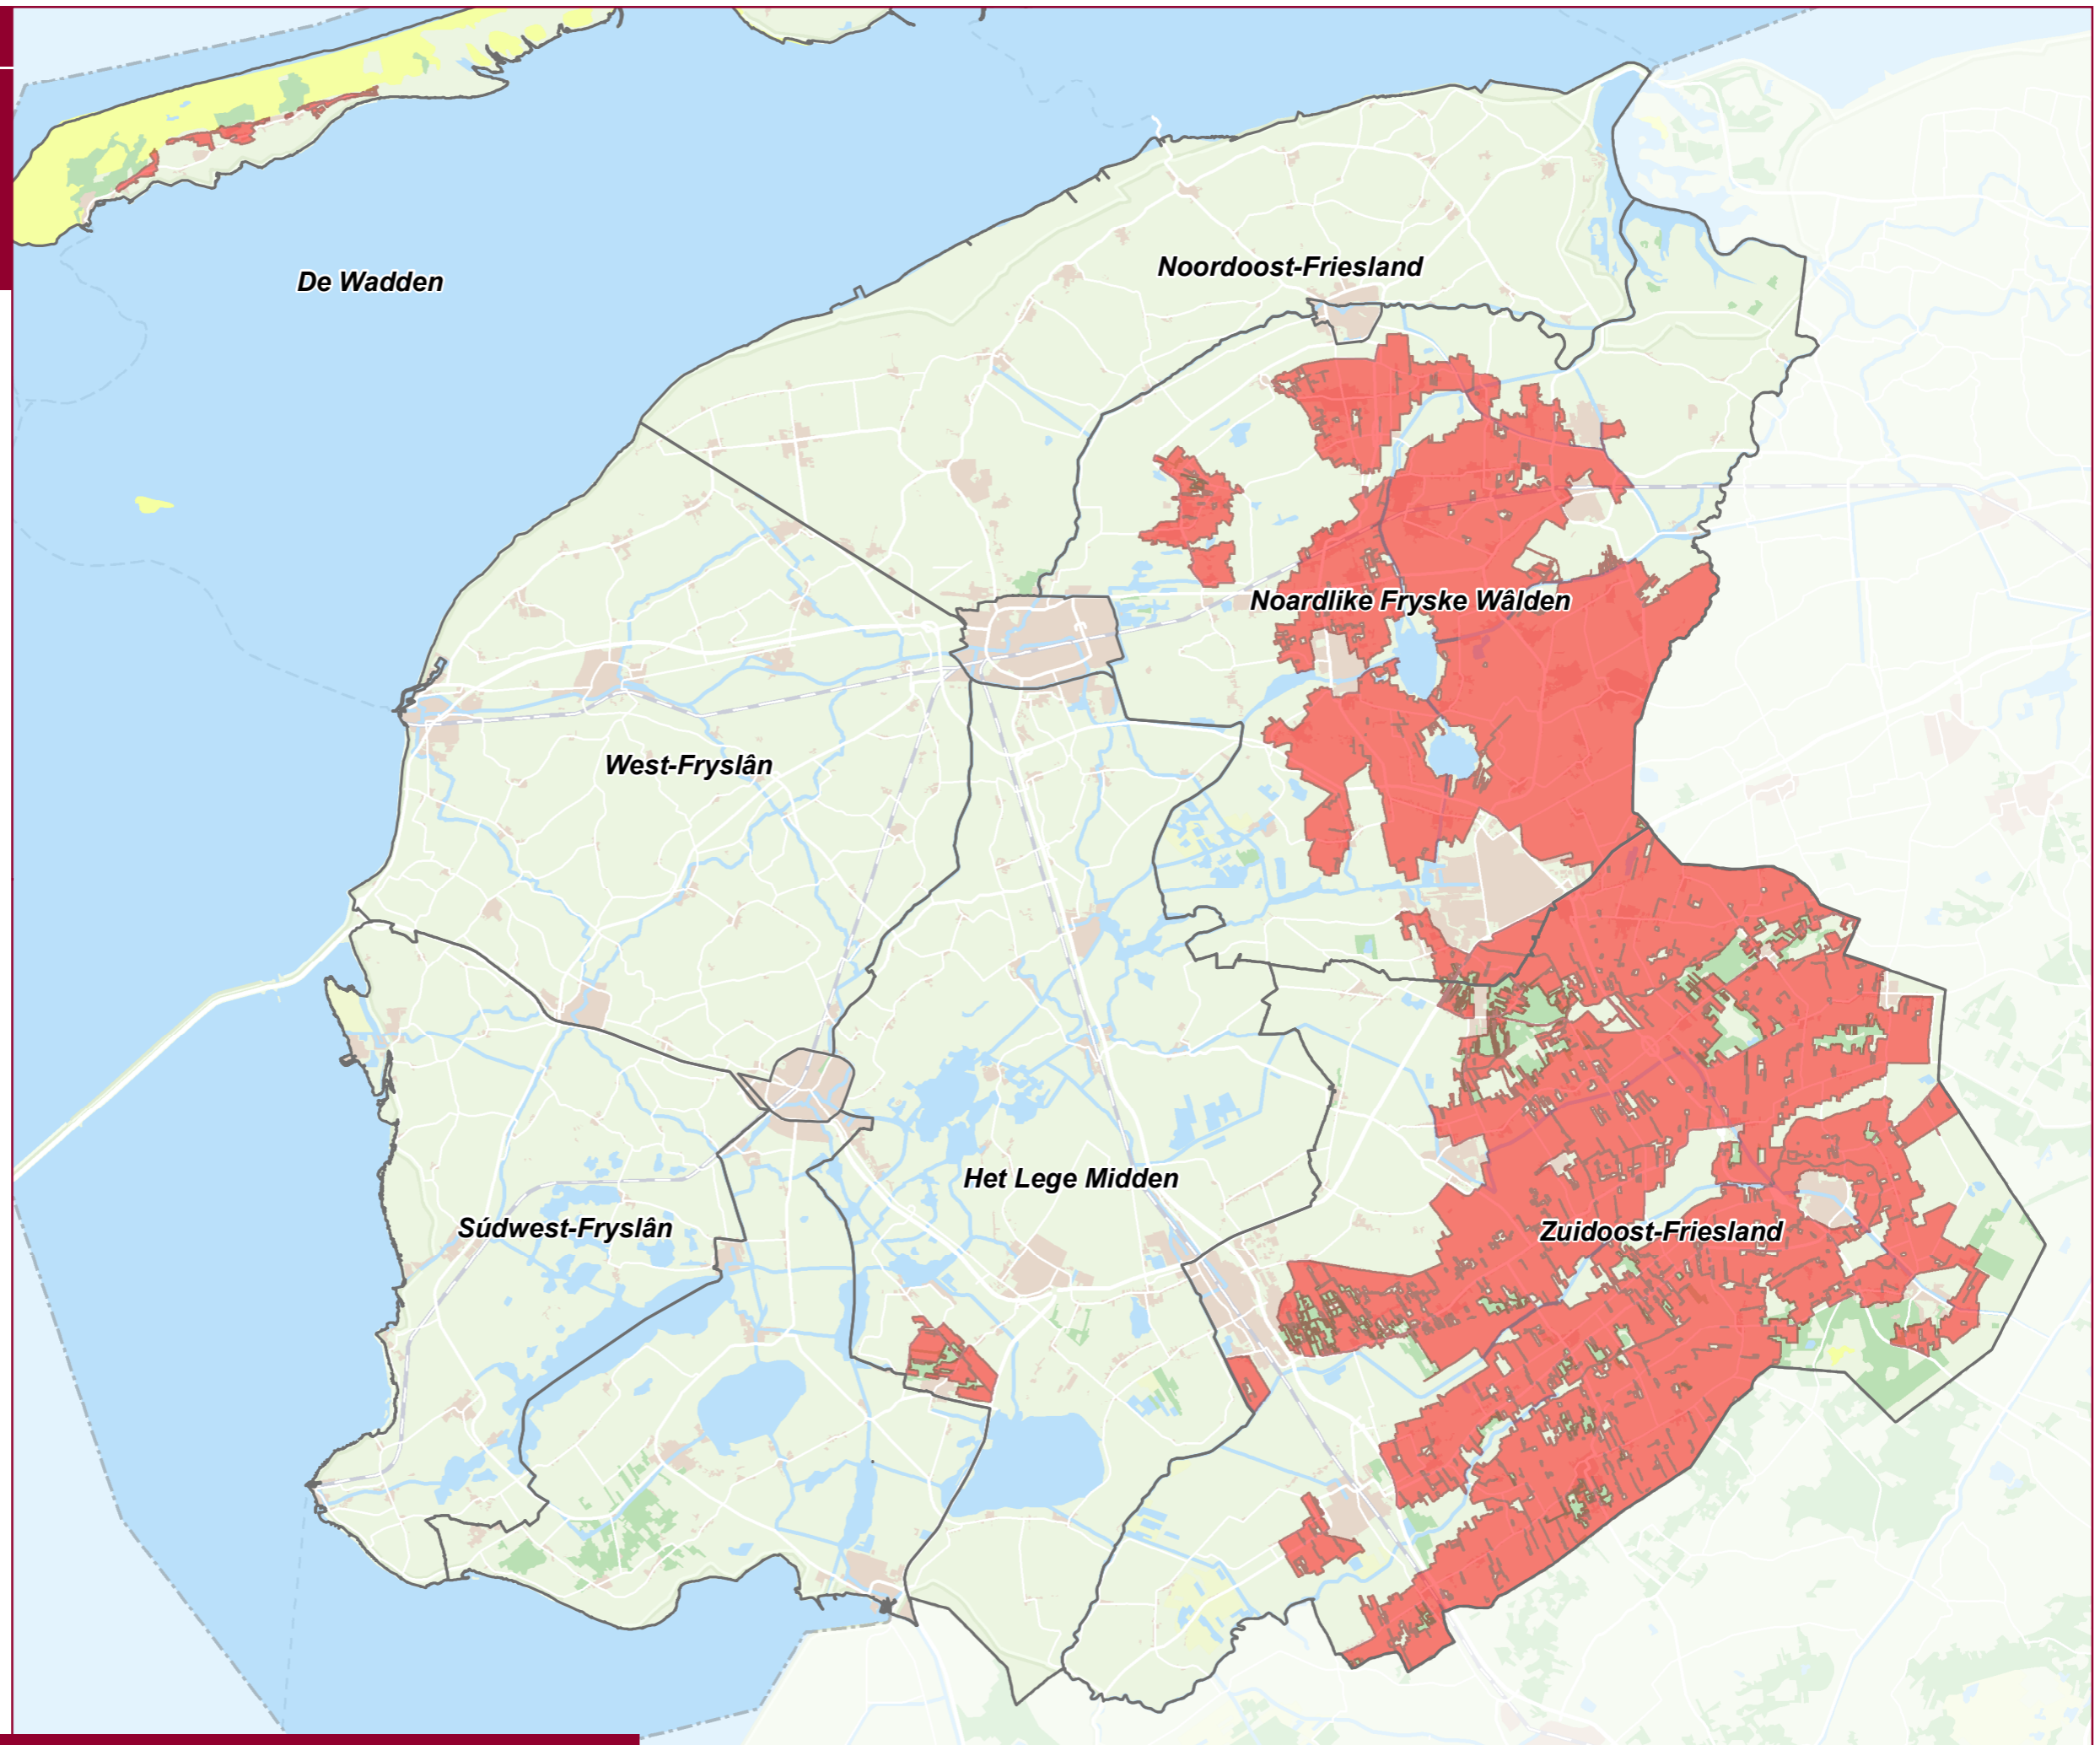 De Wadden
Noordoost-Friesland
Noardlike Fryske Wâlden
West-Fryslân
Het Lege Midden
Súdwest-Fryslân
Zuidoost-Friesland